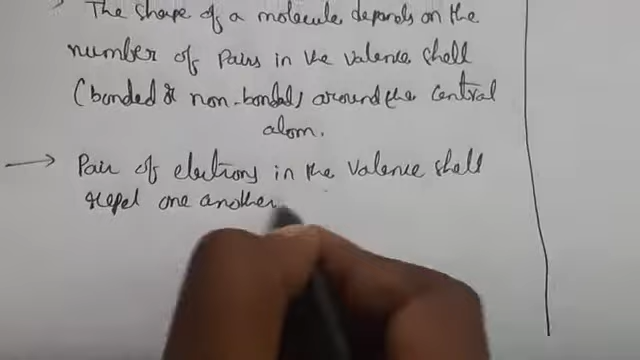 The shape of a molecule depends on the
number of Pairs in the Valence shell
(bonded & non-bonded) around the Central
atom.
→ Pair of electrons in the Valence shell
repel one another